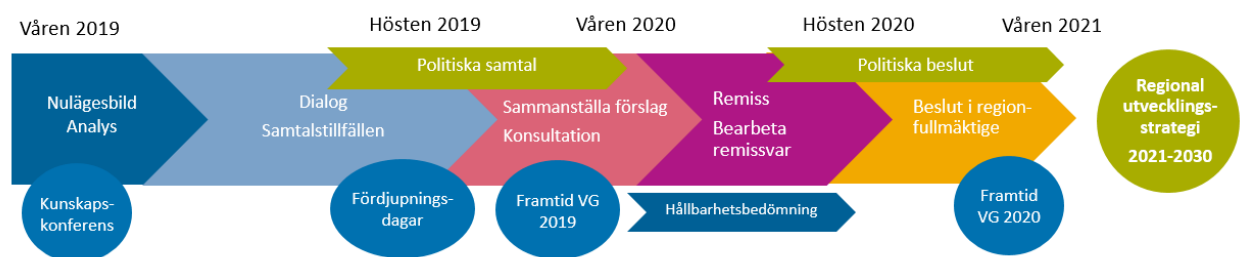 Våren 2019
Hösten 2019
Våren 2020
Hösten 2020
Våren 2021
Politiska samtal
Politiska beslut
Nulägesbild
Analys
Dialog
Samtalstillfällen
Sammanställa förslag
Konsultation
Remiss
Bearbeta
remissvar
Beslut i region-
fullmäktige
Regional
utvecklings-
strategi
2021-2030
Kunskaps-
konferens
Fördjupnings-
dagar
Framtid VG
2019
Hållbarhetsbedömning
Framtid
VG 2020